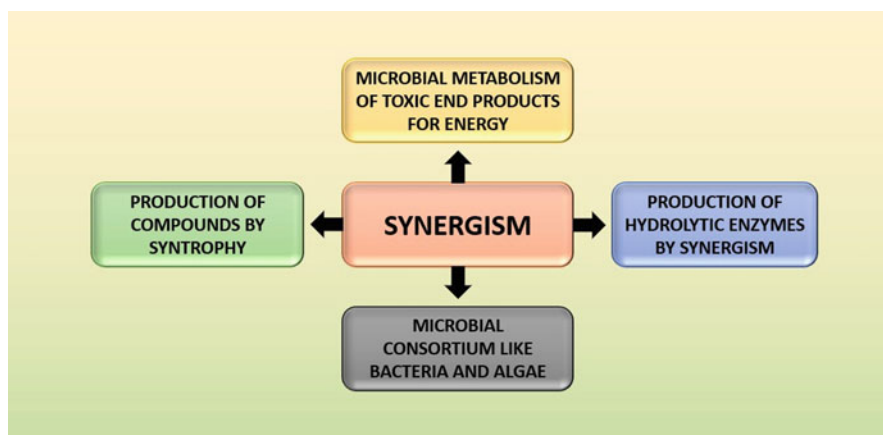 MICROBIAL METABOLISM
OF TOXIC END PRODUCTS
FOR ENERGY
PRODUCTION OF
COMPOUNDS BY
SYNTROPHY
SYNERGISM
PRODUCTION OF
HYDROLYTIC ENZYMES
BY SYNERGISM
MICROBIAL
CONSORTIUM LIKE
BACTERIA AND ALGAE